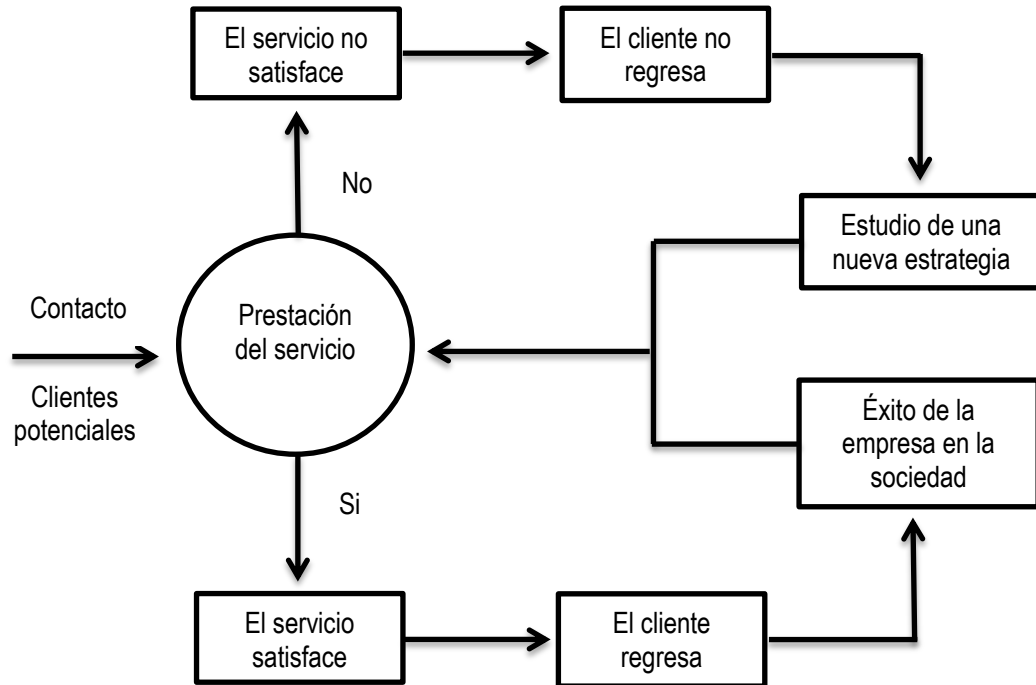 El servicio no
satisface
El cliente no
regresa
No
Estudio de una
nueva estrategia
Contacto
Prestación
del servicio
Clientes
potenciales
Éxito de la
empresa en la
sociedad
Si
El servicio
satisface
El cliente
regresa